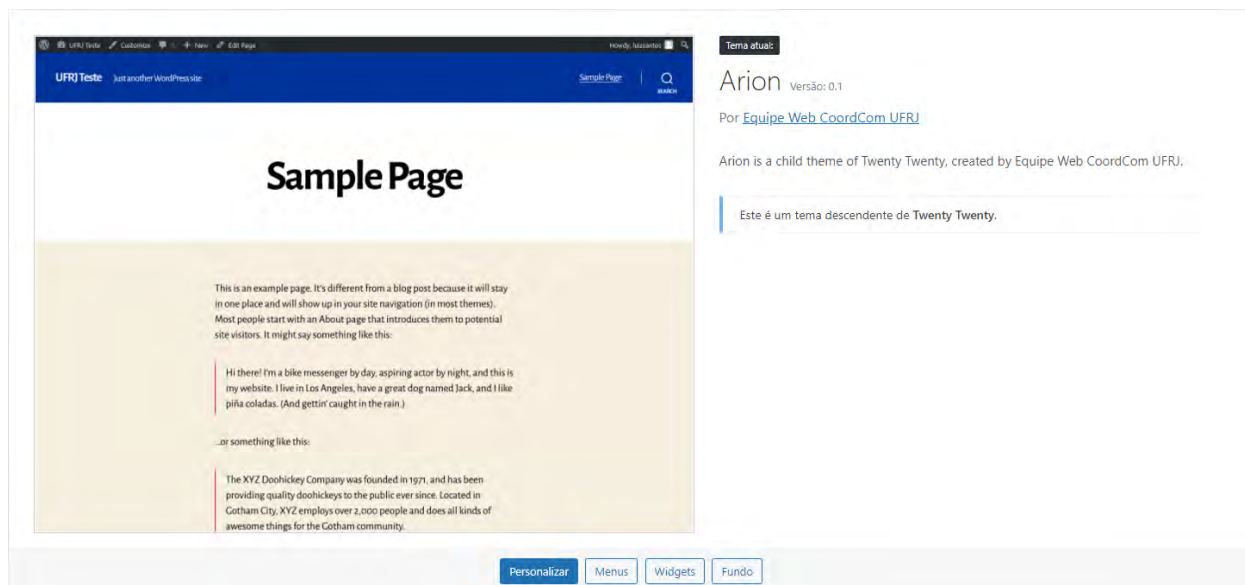 UFRJ Teste Customize + New Edit Page
Howdy,
UFRJ Teste Just another WordPress site
Sample Page
SEARCH
Sample Page
This is an example page. It's different from a blog post because it will stay
in one place and will show up in your site navigation (in most themes).
Most people start with an About page that introduces them to potential
site visitors. It might say something like this:
Hi there! I'm a bike messenger by day, aspiring actor by night, and this is
my website. I live in Los Angeles, have a great dog named Jack, and I like
piña coladas. (And gettin' caught in the rain.)
...or something like this:
The XYZ Doohickey Company was founded in 1971, and has been
providing quality doohickeys to the public ever since. Located in
Gotham City, XYZ employs over 2,000 people and does all kinds of
awesome things for the Gotham community.
Tema atual:
Arion Versão: 0.1
Por Equipe Web CoordCom UFRJ
Arion is a child theme of Twenty Twenty, created by Equipe Web CoordCom UFRJ.
Este é um tema descendente de Twenty Twenty.
Personalizar Menus Widgets Fundo